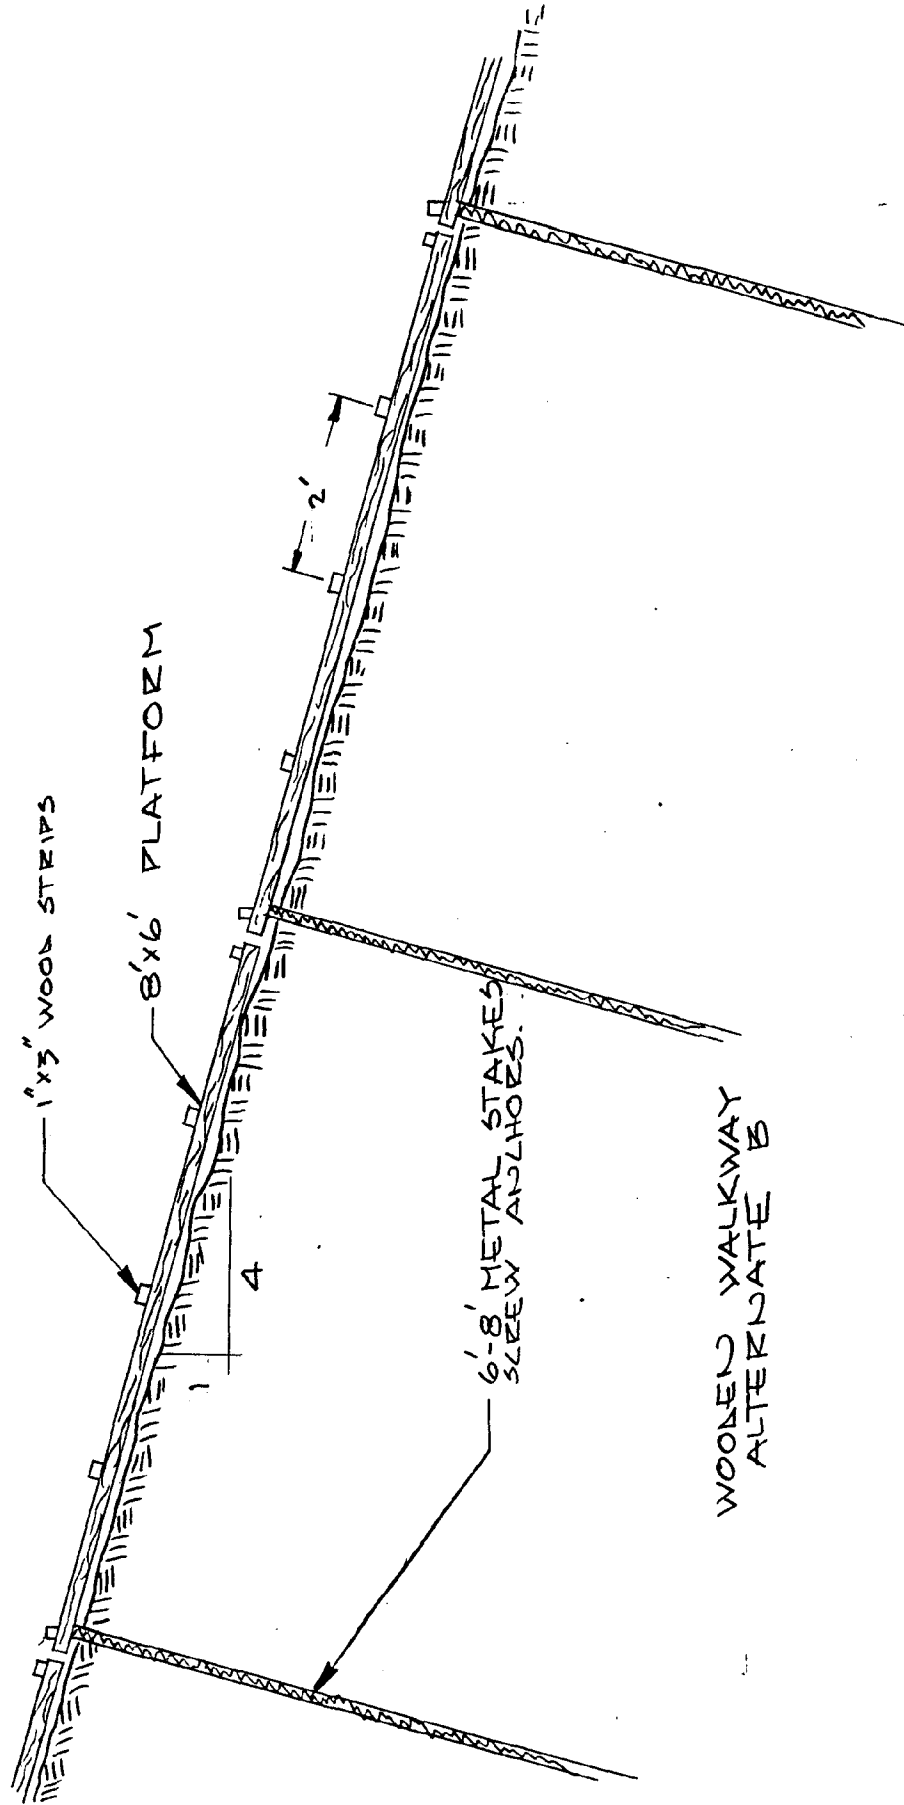 1"x3" WOOD STRIPS
8'x6' PLATFORM
2'
1
4
6'-8' METAL STAKES
SCREW ANCHORS.
WOODEN WALKWAY
ALTERNATE B